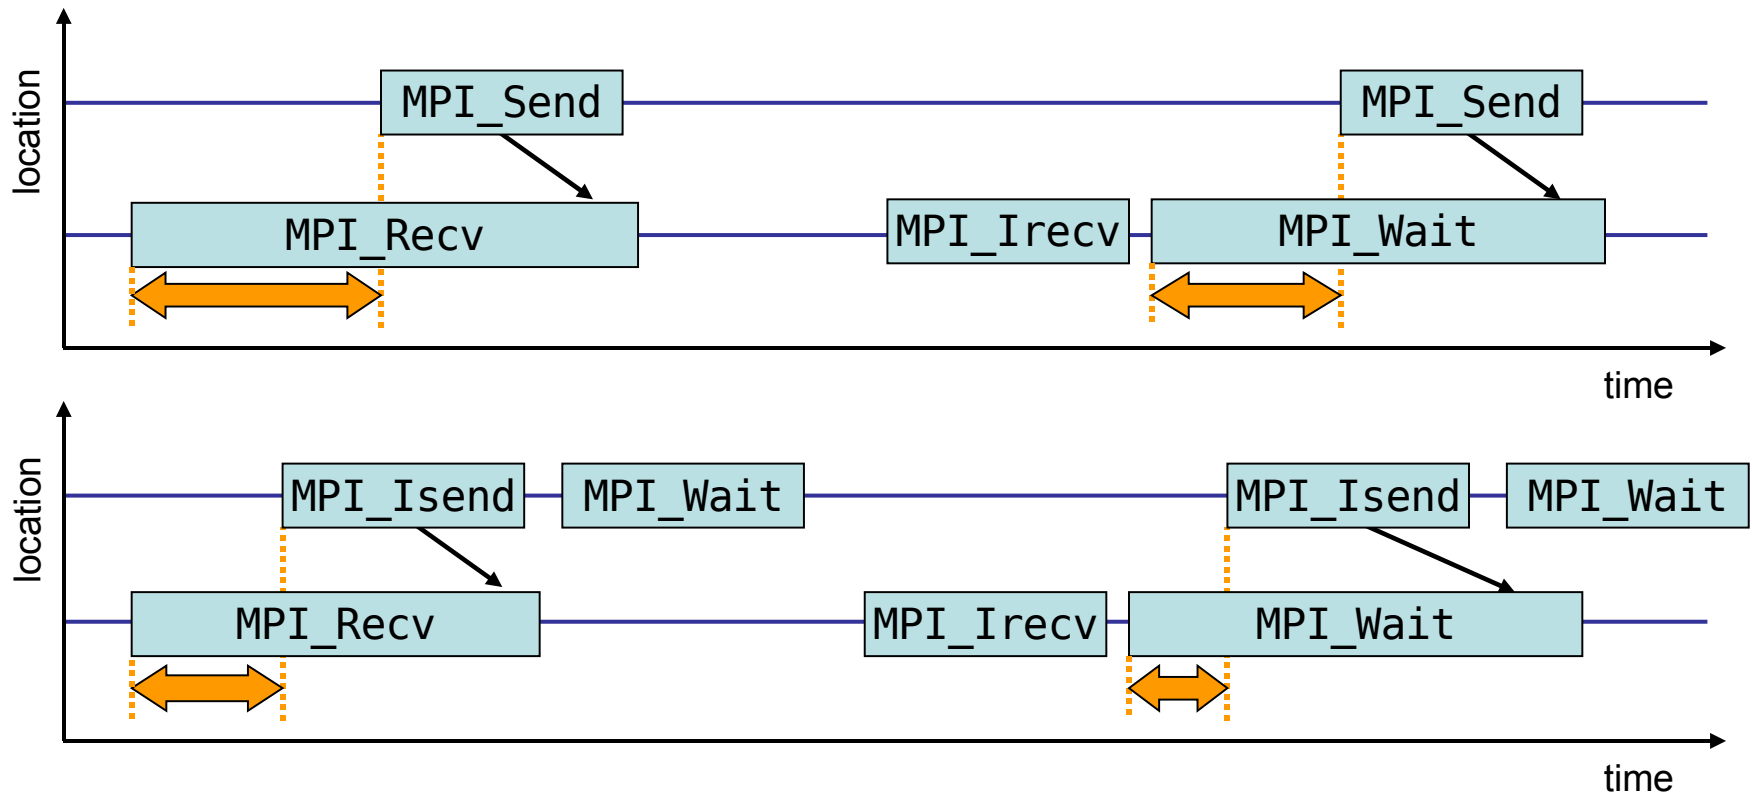 location
MPI_Send
MPI_Send
MPI_Recv
MPI_Irecv
MPI_Wait
time
location
MPI_Isend
MPI_Wait
MPI_Isend
MPI_Wait
MPI_Recv
MPI_Irecv
MPI_Wait
time